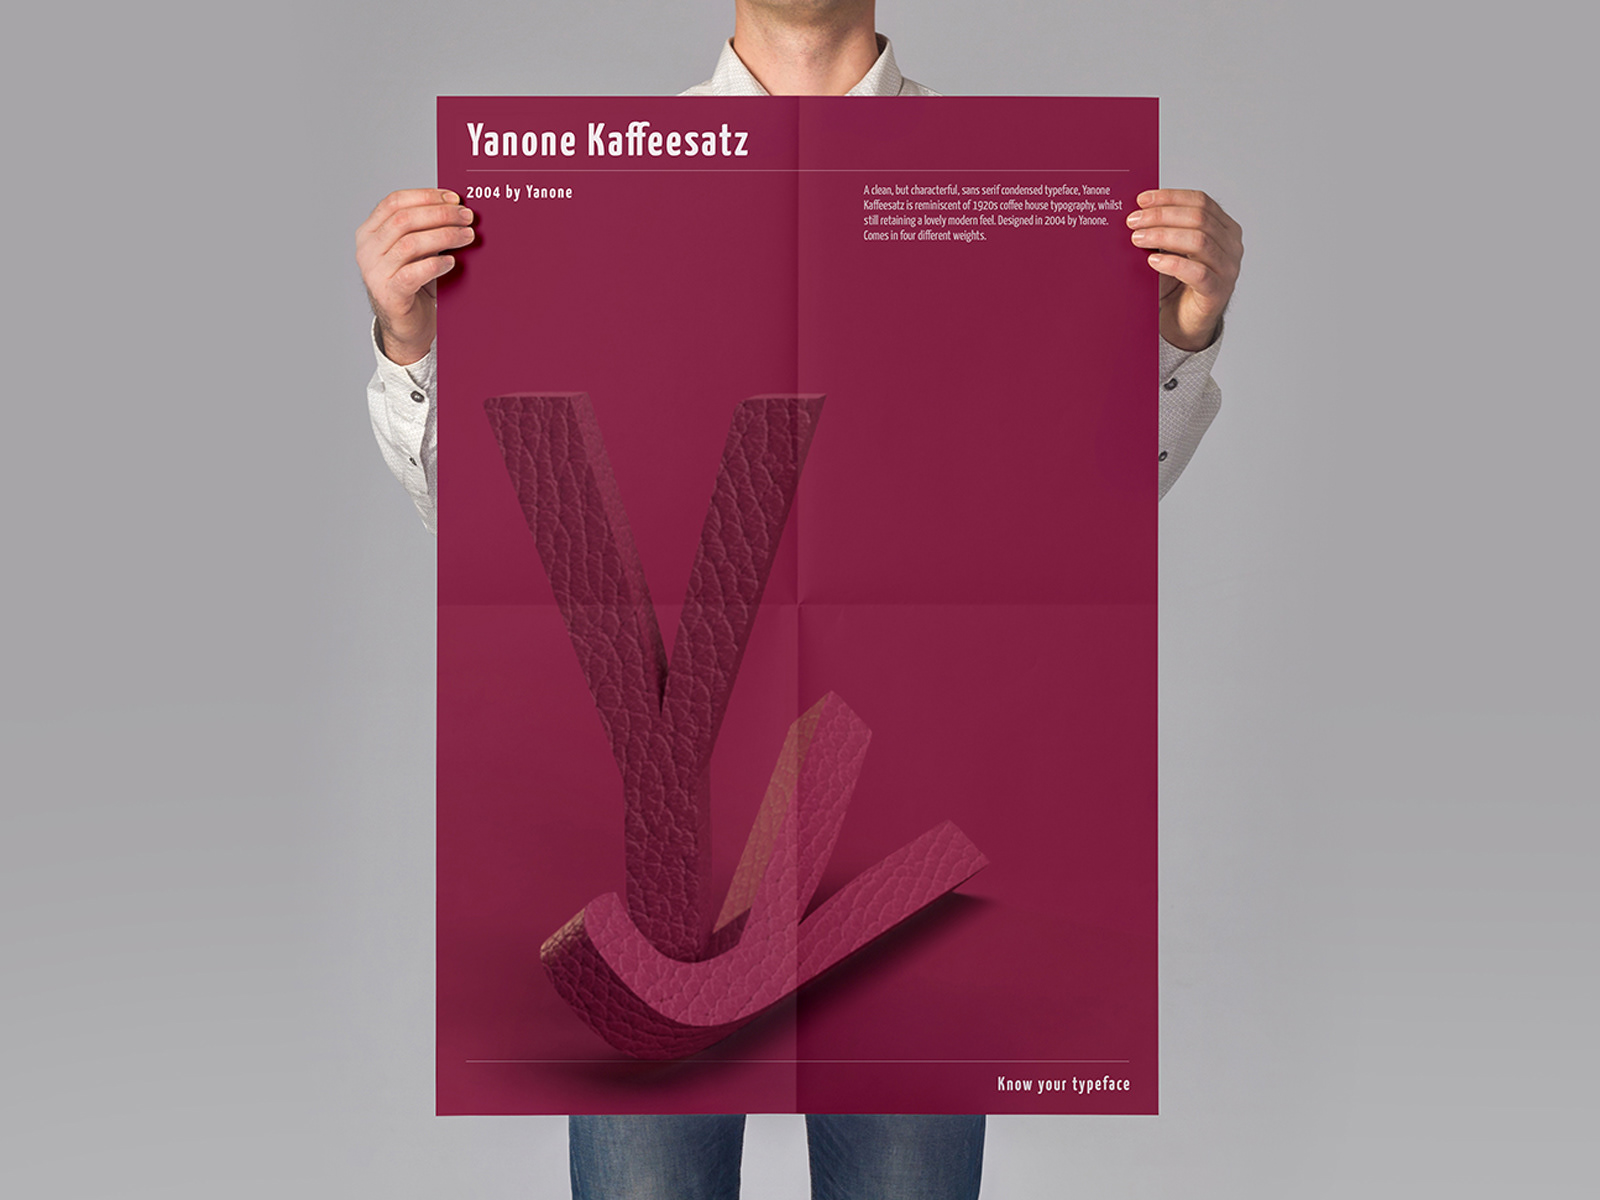 Yanone Kaffeesatz
2004 by Yanone
A clean, but characterful, sans serif condensed typeface, Yanone
Kaffeesatz is reminiscent of 1920s coffee house typography, whilst
still retaining a lovely modern feel. Designed in 2004 by Yanone.
Comes in four different weights.
Yy
Know your typeface